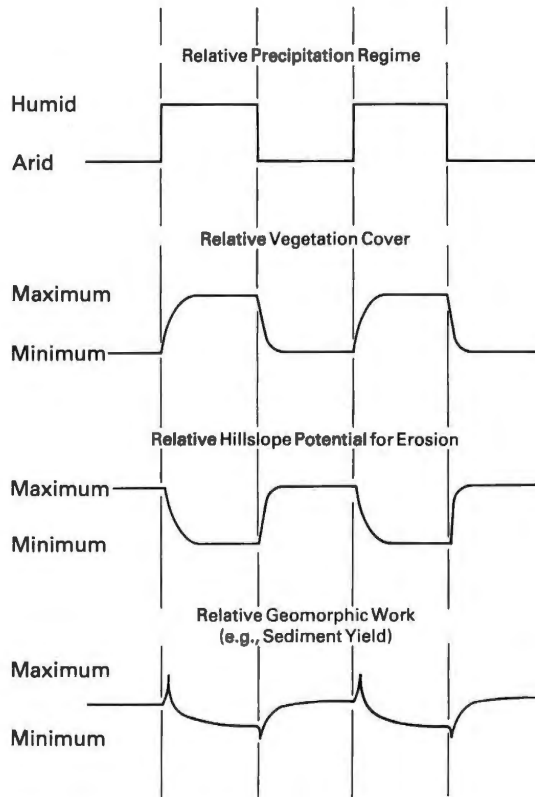 Relative Precipitation Regime
Humid
Arid
Relative Vegetation Cover
Maximum
Minimum
Relative Hillslope Potential for Erosion
Maximum
Minimum
Relative Geomorphic Work
(e.g., Sediment Yield)
Maximum
Minimum